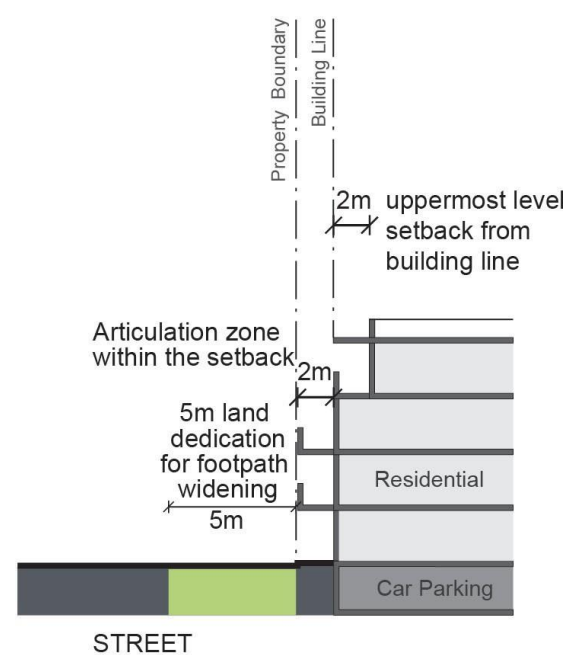 Property Boundary
Building Line
2m uppermost level
setback from
building line
Articulation zone
within the setback
2m
5m land
dedication
for footpath
widening
5m
Residential
Car Parking
STREET